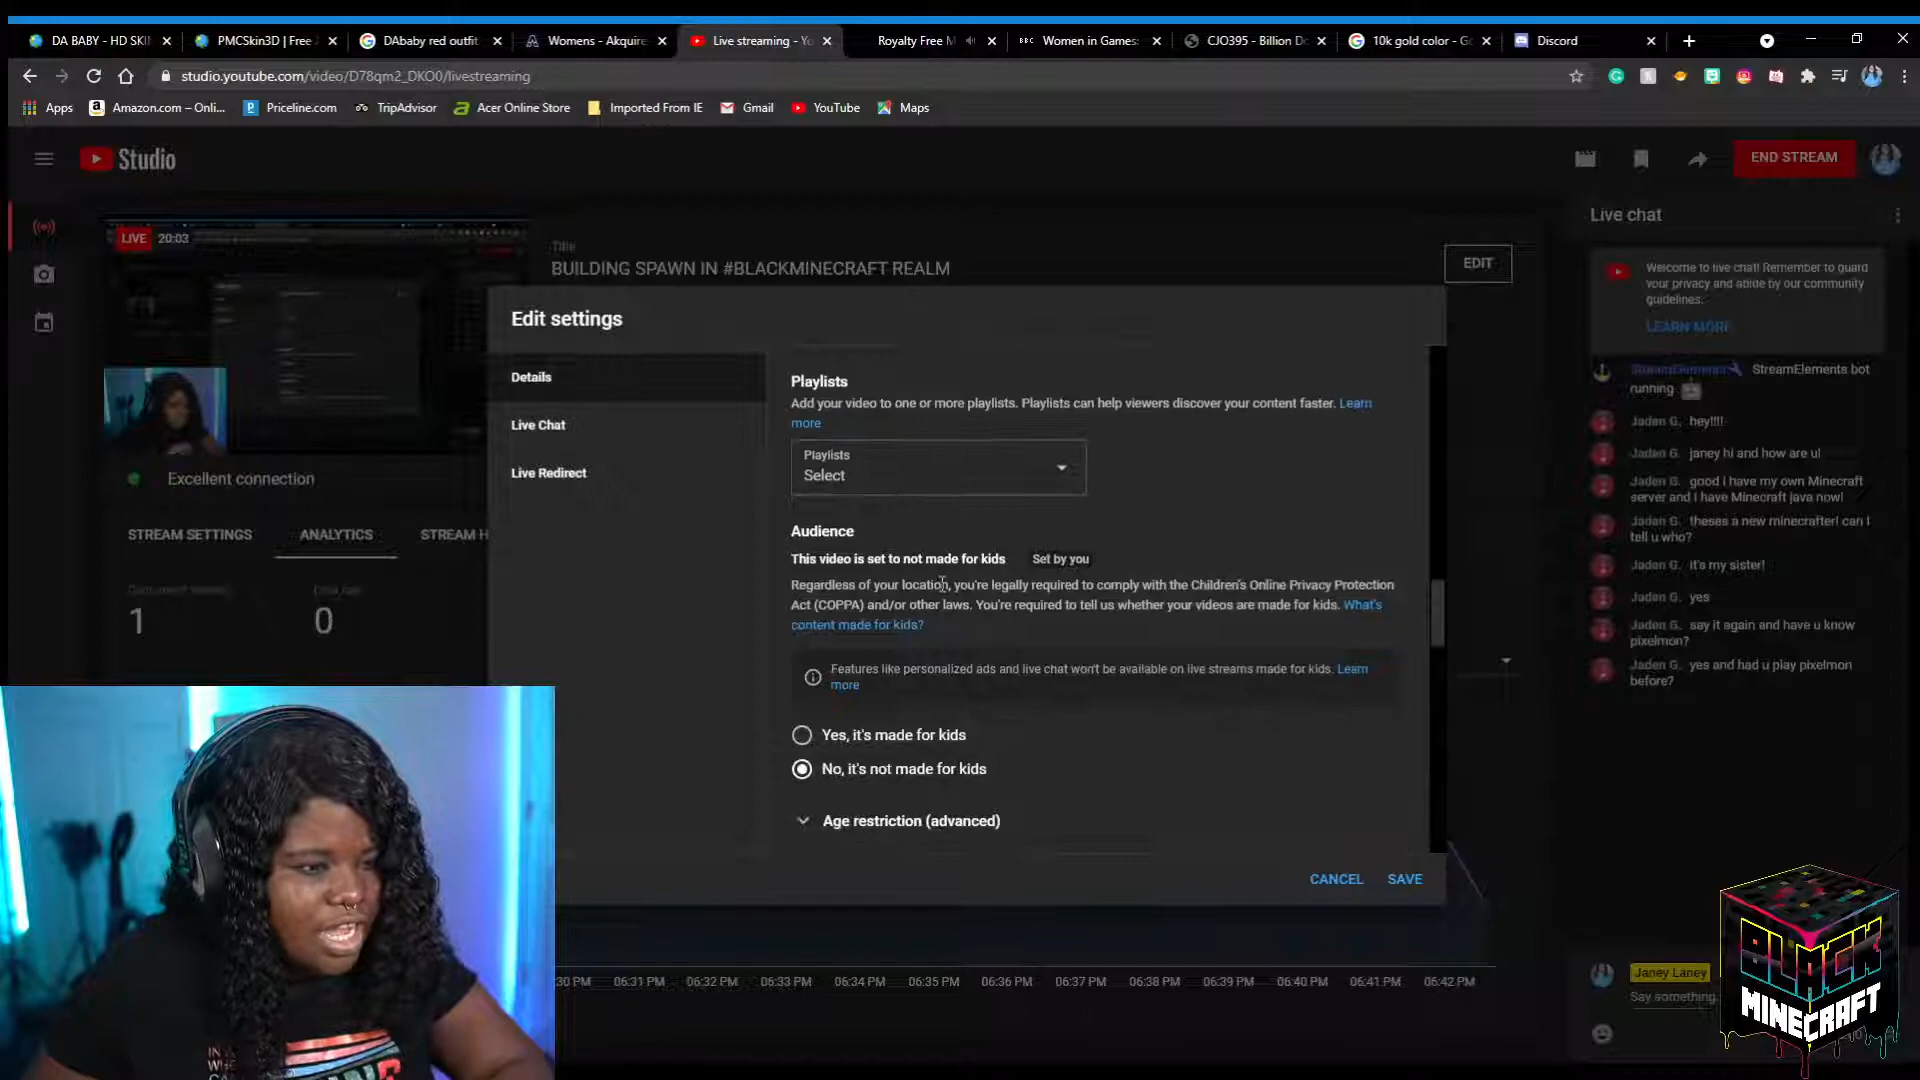 DA BABY - HD SKI
PMCSkin3D | Free
DAbaby red outfit
Womens - Akquire
Live streaming - Yo
Royalty Free M
BBC Women in Games:
CJO395 - Billion Do
10k gold color - Go
Discord
studio.youtube.com/video/D78qm2_DKO0/livestreaming
Apps
Amazon.com – Onli...
Priceline.com
TripAdvisor
Acer Online Store
Imported From IE
Gmail
YouTube
Maps
Studio
END STREAM
LIVE 20:03
Title
BUILDING SPAWN IN #BLACKMINECRAFT REALM
EDIT
Excellent connection
STREAM SETTINGS
ANALYTICS
STREAM H
1
0
Edit settings
Details
Live Chat
Live Redirect
Playlists
Add your video to one or more playlists. Playlists can help viewers discover your content faster. Learn
more
Playlists
Select
Audience
This video is set to not made for kids Set by you
Regardless of your location, you're legally required to comply with the Children's Online Privacy Protection
Act (COPPA) and/or other laws. You're required to tell us whether your videos are made for kids. What's
content made for kids?
Features like personalized ads and live chat won't be available on live streams made for kids. Learn
more
Yes, it's made for kids
No, it's not made for kids
Age restriction (advanced)
CANCEL
SAVE
Live chat
Welcome to live chat! Remember to guard
your privacy and abide by our community
guidelines.
LEARN MORE
StreamElements StreamElements bot
running
Jaden G. hey!!!!
Jaden G. janey hi and how are u!
Jaden G. good I have my own Minecraft
server and I have Minecraft java now!
Jaden G. theses a new minecrafter! can I
tell u who?
Jaden G. it's my sister!
Jaden G. yes
Jaden G. say it again and have u know
pixelmon?
Jaden G. yes and had u play pixelmon
before?
Janey Laney
Say something
30 PM 06:31 PM 06:32 PM 06:33 PM 06:34 PM 06:35 PM 06:36 PM 06:37 PM 06:38 PM 06:39 PM 06:40 PM 06:41 PM 06:42 PM
BLACK
MINECRAFT